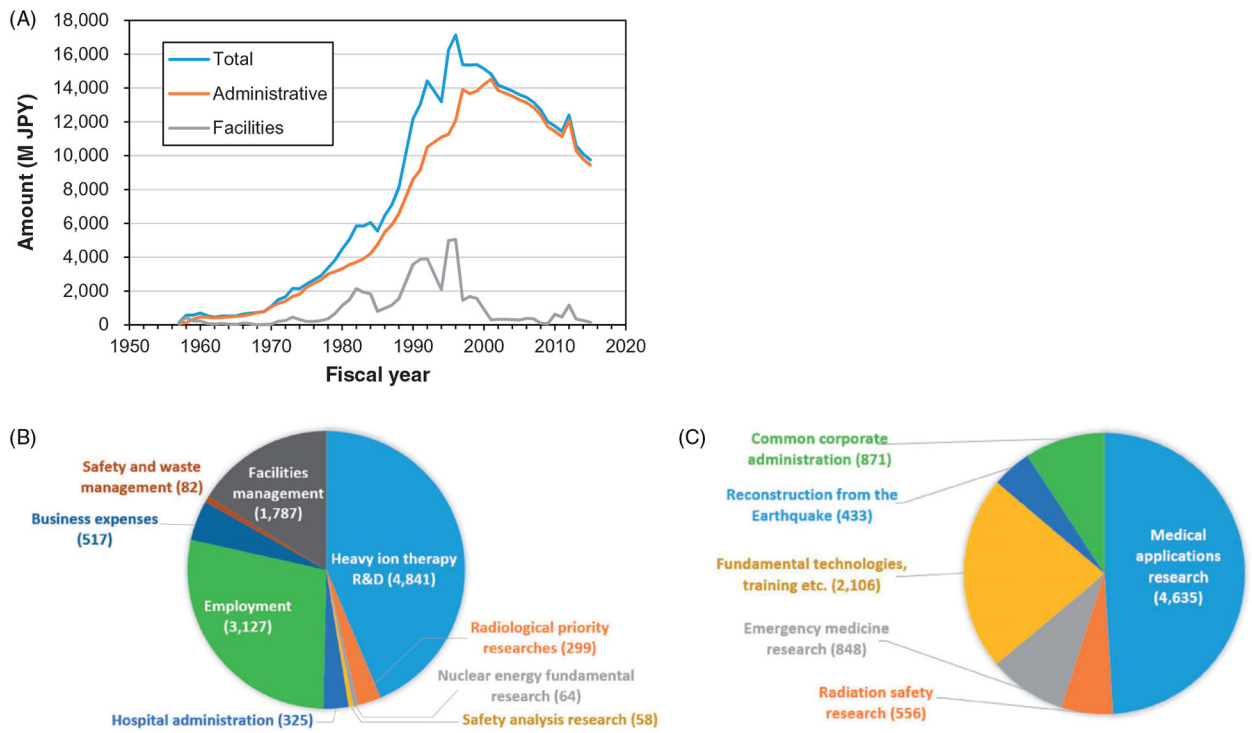 (A)
18,000
16,000
14,000
12,000
10,000
8,000
6,000
4,000
2,000
0
Amount (M JPY)
Total
Administrative
Facilities
1950 1960 1970 1980 1990 2000 2010 2020
Fiscal year
(B)
Safety and waste
management (82)
Business expenses
(517)
Facilities
management
(1,787)
Heavy ion therapy
R&D (4,841)
Employment
(3,127)
Radiological priority
researches (299)
Nuclear energy fundamental
research (64)
Hospital administration (325)
Safety analysis research (58)
(C)
Common corporate
administration (871)
Reconstruction from the
Earthquake (433)
Medical
applications
research
(4,635)
Fundamental technologies,
training etc. (2,106)
Emergency medicine
research (848)
Radiation safety
research (556)